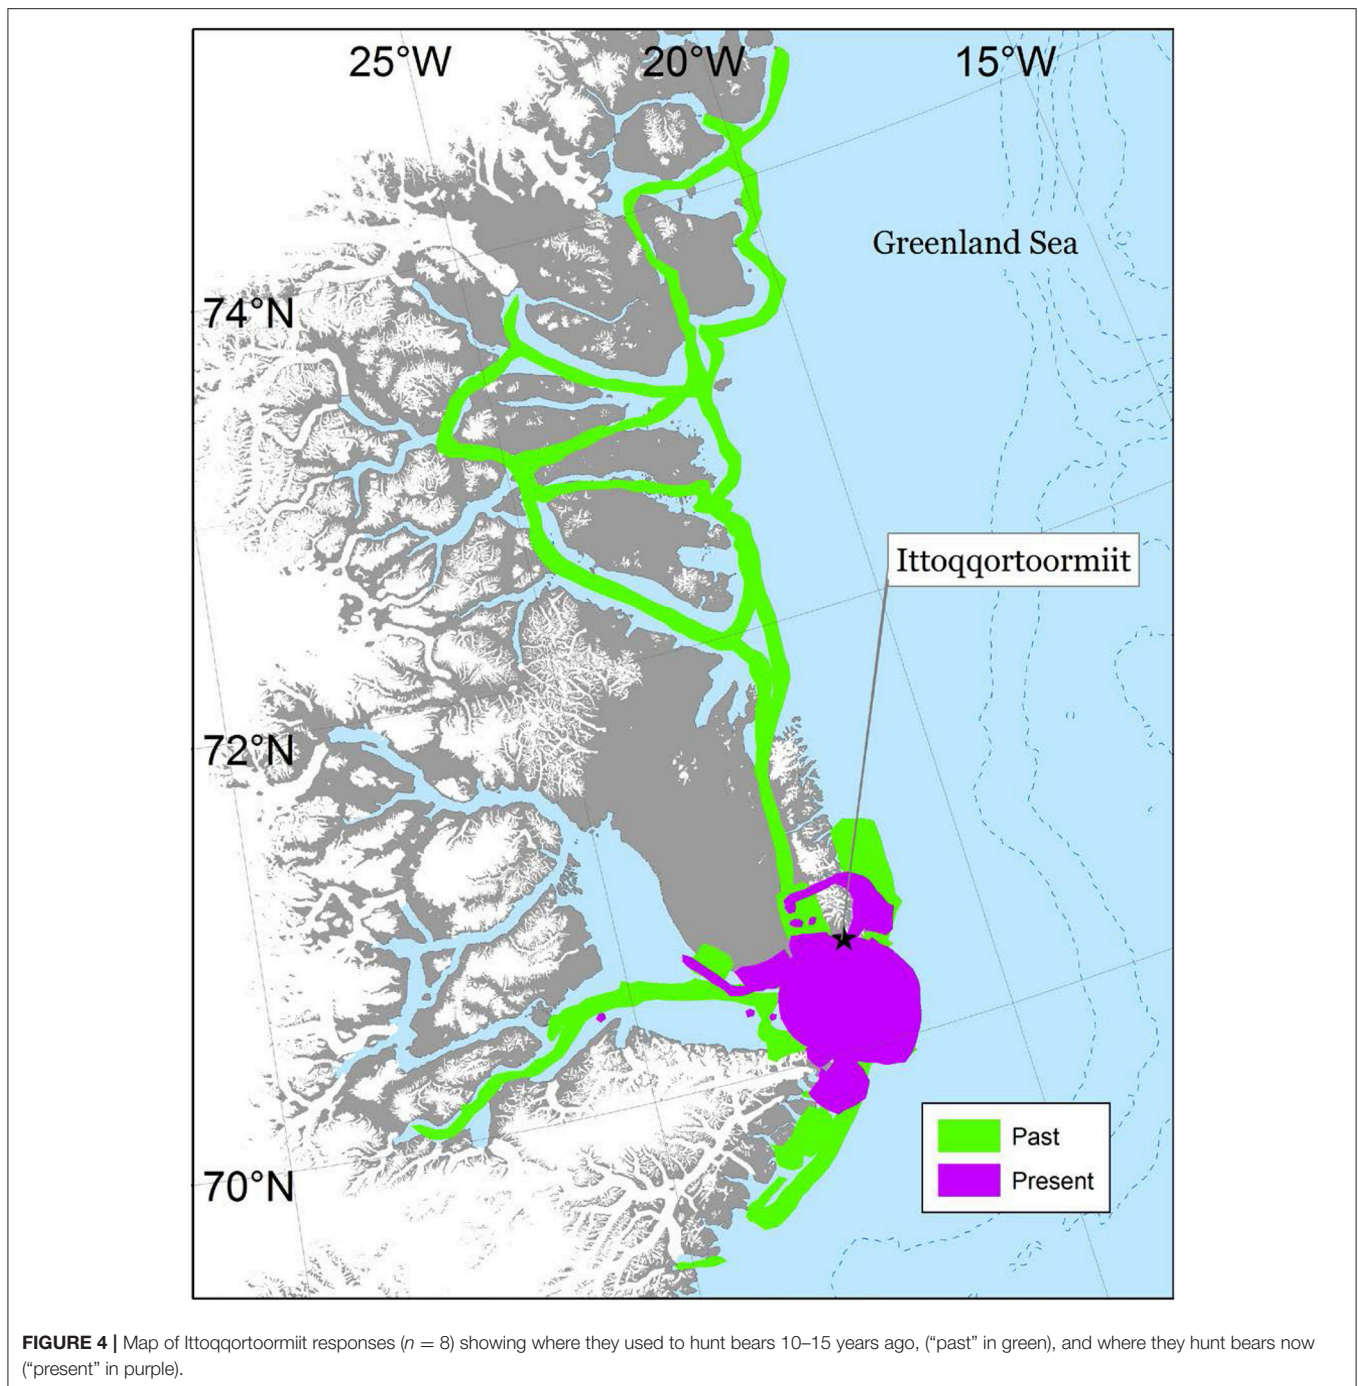 25°W
20°W
15°W
Greenland Sea
74°N
Ittoqqortoormiit
72°N
70°N
Past
Present
FIGURE 4 | Map of Ittoqqortoormiit responses (n = 8) showing where they used to hunt bears 10–15 years ago, (“past” in green), and where they hunt bears now
(“present” in purple).